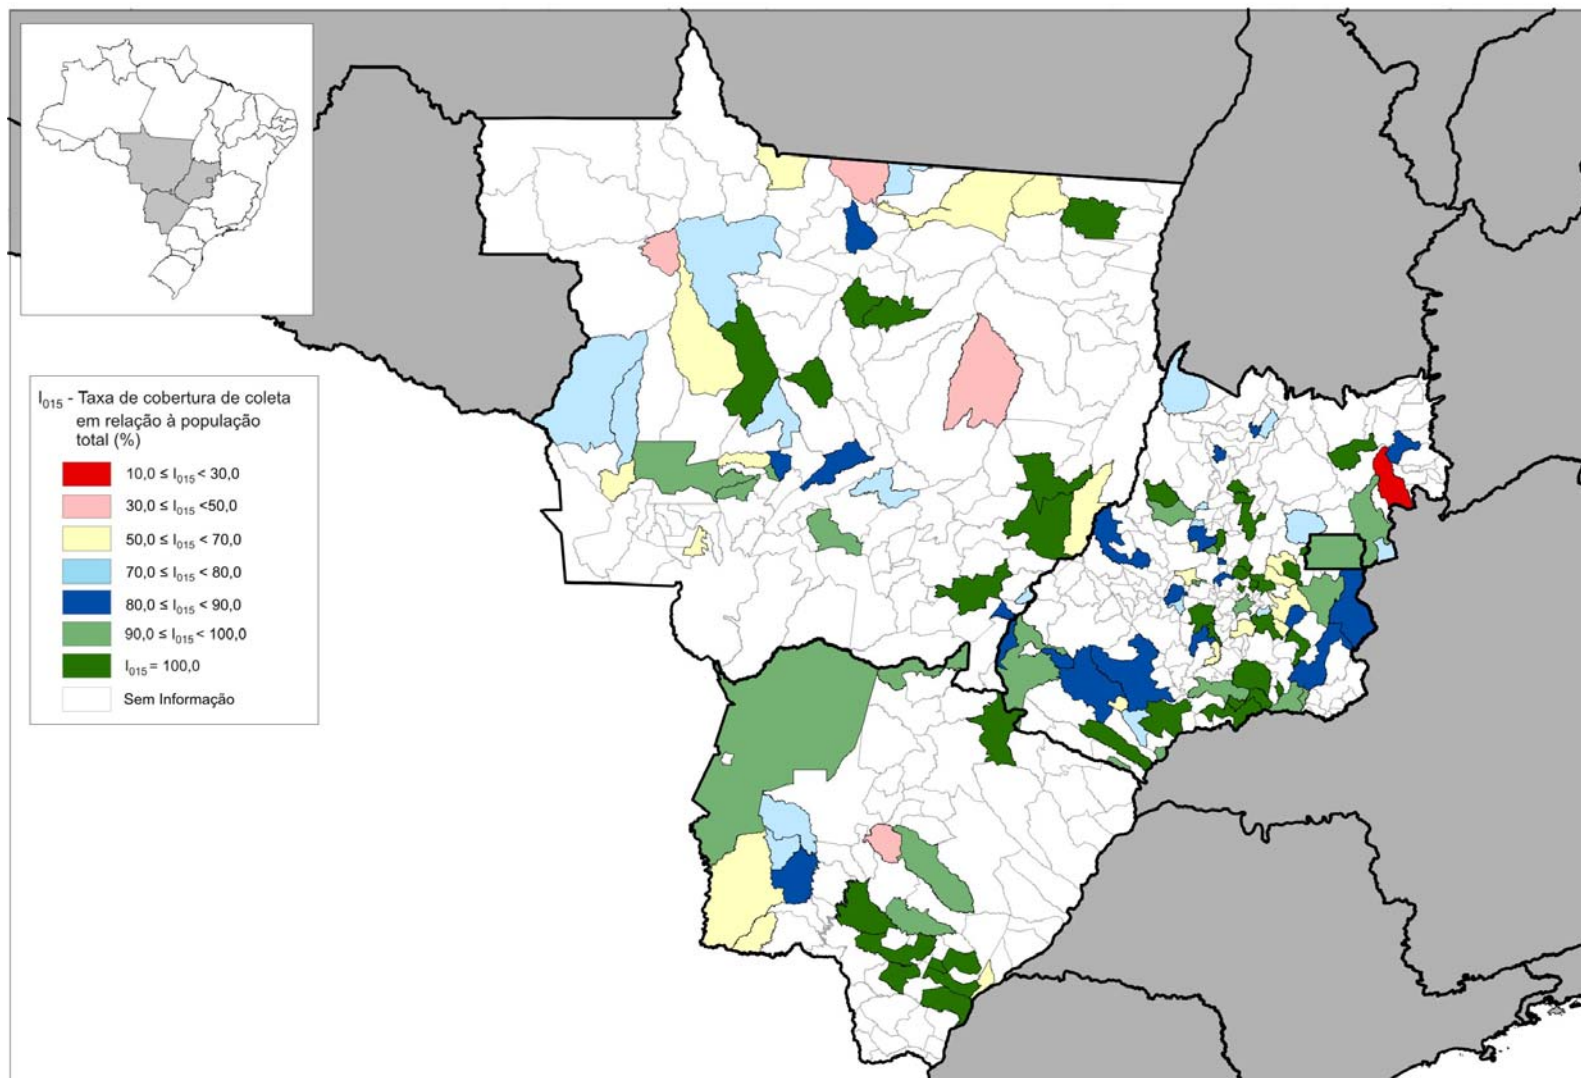 I015 - Taxa de cobertura de coleta
em relação à população
total (%)
10,0 ≤ I015 < 30,0
30,0 ≤ I015 <50,0
50,0 ≤ I015 < 70,0
70,0 ≤ I015 < 80,0
80,0 ≤ I015 < 90,0
90,0 ≤ I015 < 100,0
I015 = 100,0
Sem Informação